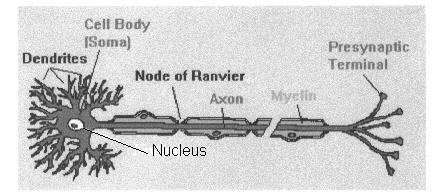 Cell Body
(Soma)
Dendrites
Presynaptic
Terminal
Node of Ranvier
Axon
Myelin
Nucleus